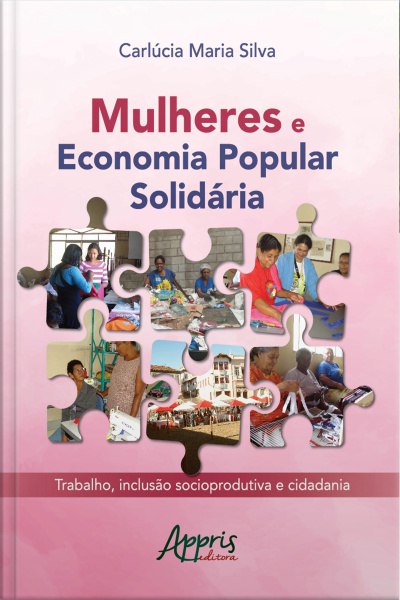 Carlúcia Maria Silva
Mulheres e
Economia Popular
Solidária
Trabalho, inclusão socioprodutiva e cidadania
Appris
editora